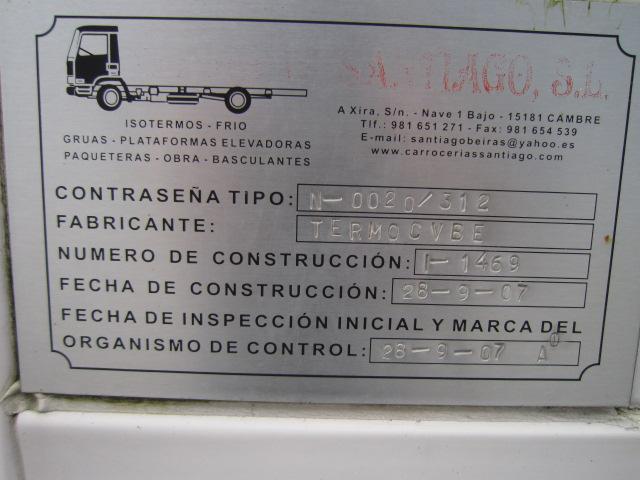 SANTIAGO, S.L.
A Xira, S/n. - Nave 1 Bajo - 15181 CAMBRE
Tlf.: 981 651 271 - Fax: 981 654 539
E-mail: santiagobeiras@yahoo.es
www.carroceriassantiago.com
ISOTERMOS - FRIO
GRUAS - PLATAFORMAS ELEVADORAS
PAQUETERAS - OBRA - BASCULANTES
CONTRASEÑA TIPO: N-0020/312
FABRICANTE: TERMOCVBE
NUMERO DE CONSTRUCCIÓN: I-1469
FECHA DE CONSTRUCCIÓN: 28-9-07
FECHA DE INSPECCIÓN INICIAL Y MARCA DEL
ORGANISMO DE CONTROL: 28-9-07 A0